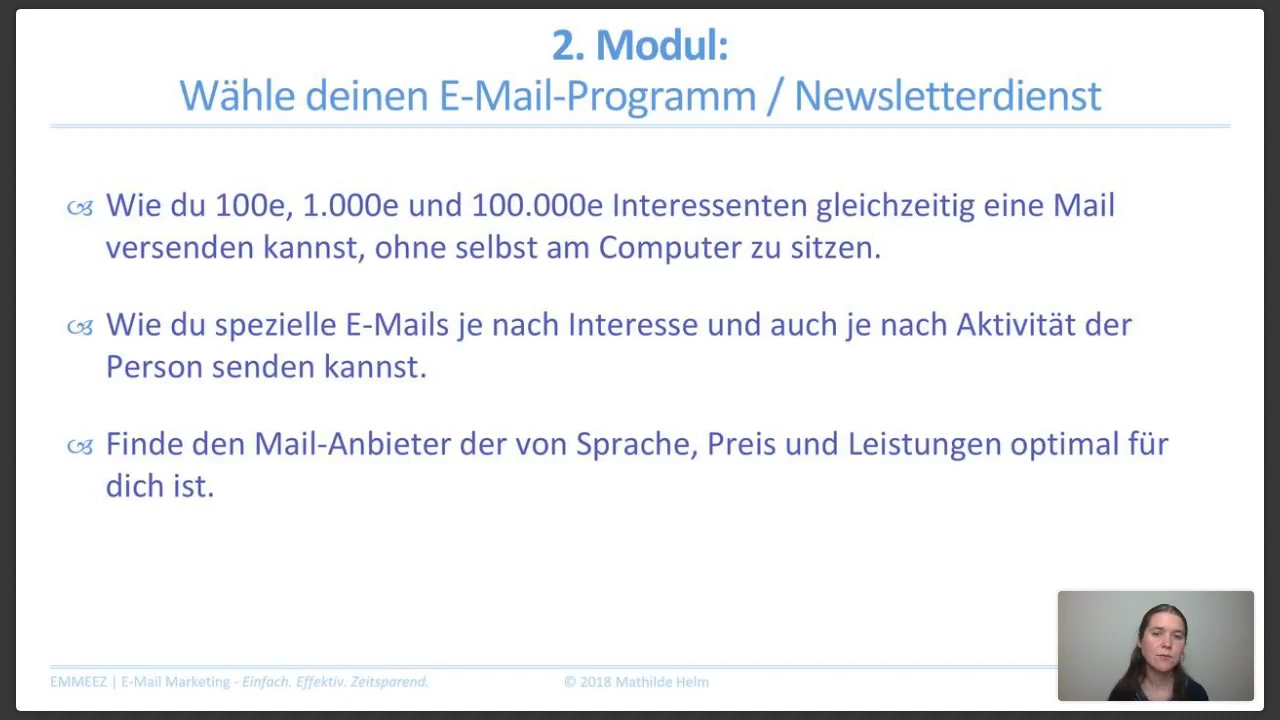 2. Modul:
Wähle deinen E-Mail-Programm / Newsletterdienst
Wie du 100e, 1.000e und 100.000e Interessenten gleichzeitig eine Mail
versenden kannst, ohne selbst am Computer zu sitzen.
Wie du spezielle E-Mails je nach Interesse und auch je nach Aktivität der
Person senden kannst.
Finde den Mail-Anbieter der von Sprache, Preis und Leistungen optimal für
dich ist.
EMMEEZ | E-Mail Marketing - Einfach. Effektiv. Zeitsparend.
© 2018 Mathilde Helm